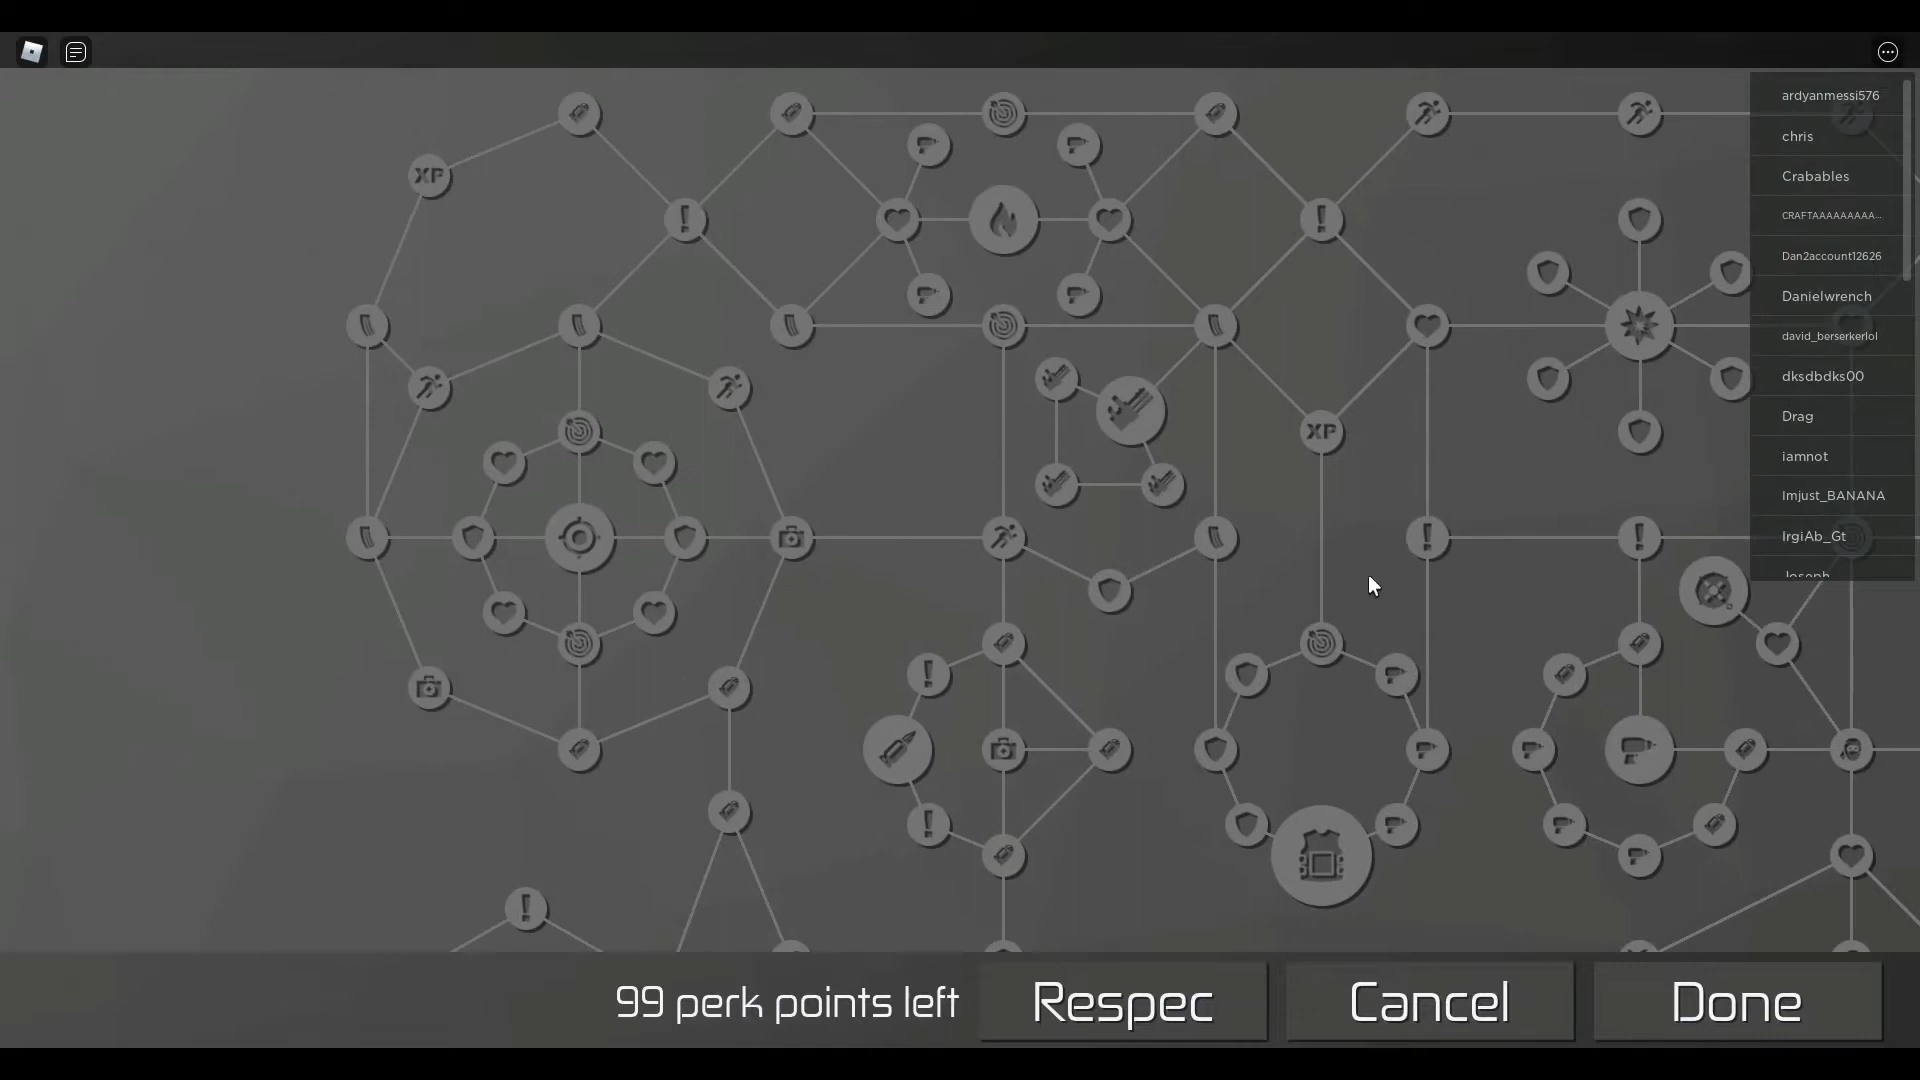 ardyanmessi576
chris
Crabables
CRAFTAAAAAAAAA...
Dan2account12626
Danielwrench
david_berserkerlol
dksdbdks00
Drag
iamnot
Imjust_BANANA
IrgiAb_Gt
Joseph
XP
XP
99 perk points left
Respec
Cancel
Done